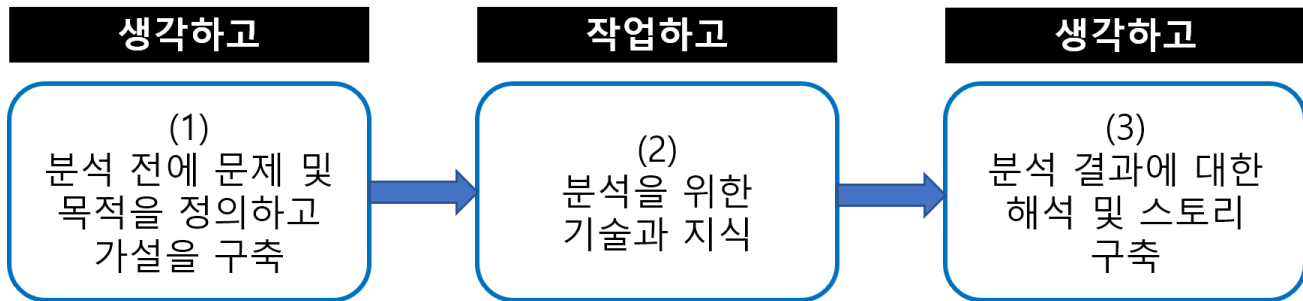 생각하고
작업하고
생각하고
(1)
분석 전에 문제 및
목적을 정의하고
가설을 구축
(2)
분석을 위한
기술과 지식
(3)
분석 결과에 대한
해석 및 스토리
구축